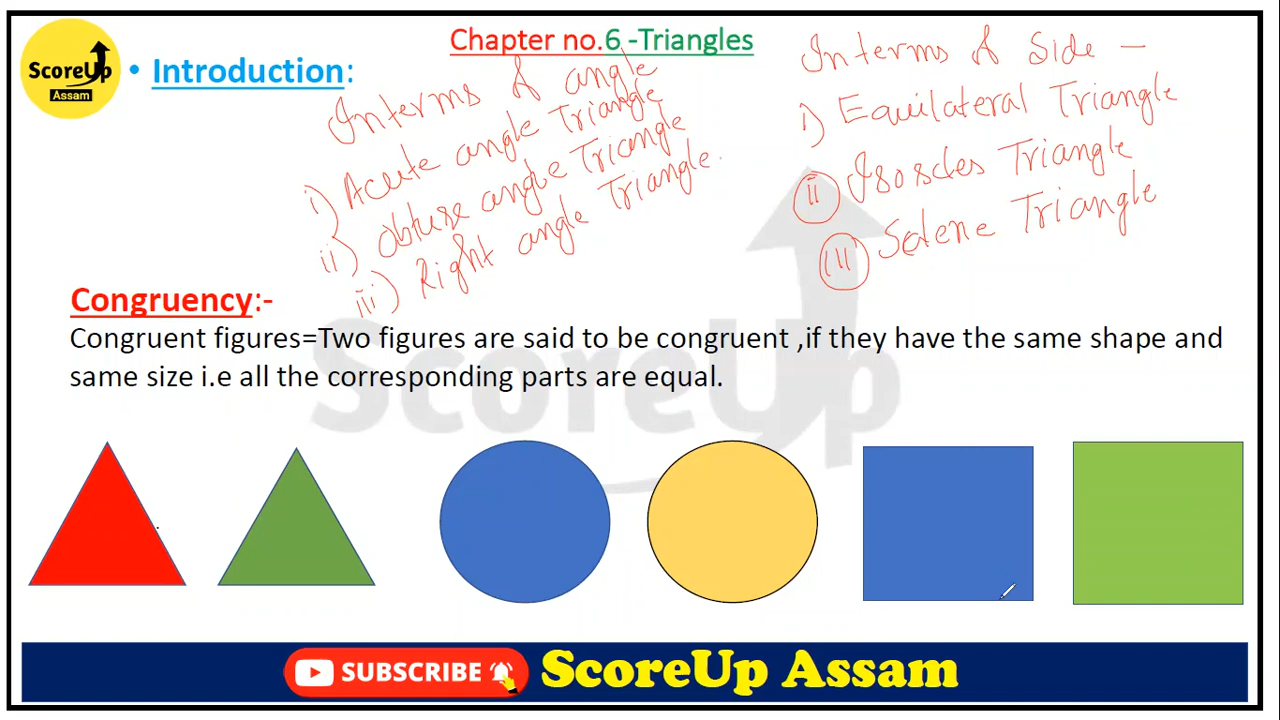 Chapter no.6 -Triangles
ScoreUp
Assam
• Introduction:
Interms of angle
i) Acute angle Triangle
ii) Obtuse angle Triangle
iii) Right angle Triangle.
Interms of Side –
i) Equilateral Triangle
ii Isoscles Triangle
III Scalene Triangle
Congruency:-
Congruent figures=Two figures are said to be congruent ,if they have the same shape and
same size i.e all the corresponding parts are equal.
ScoreUp
SUBSCRIBE
ScoreUp Assam